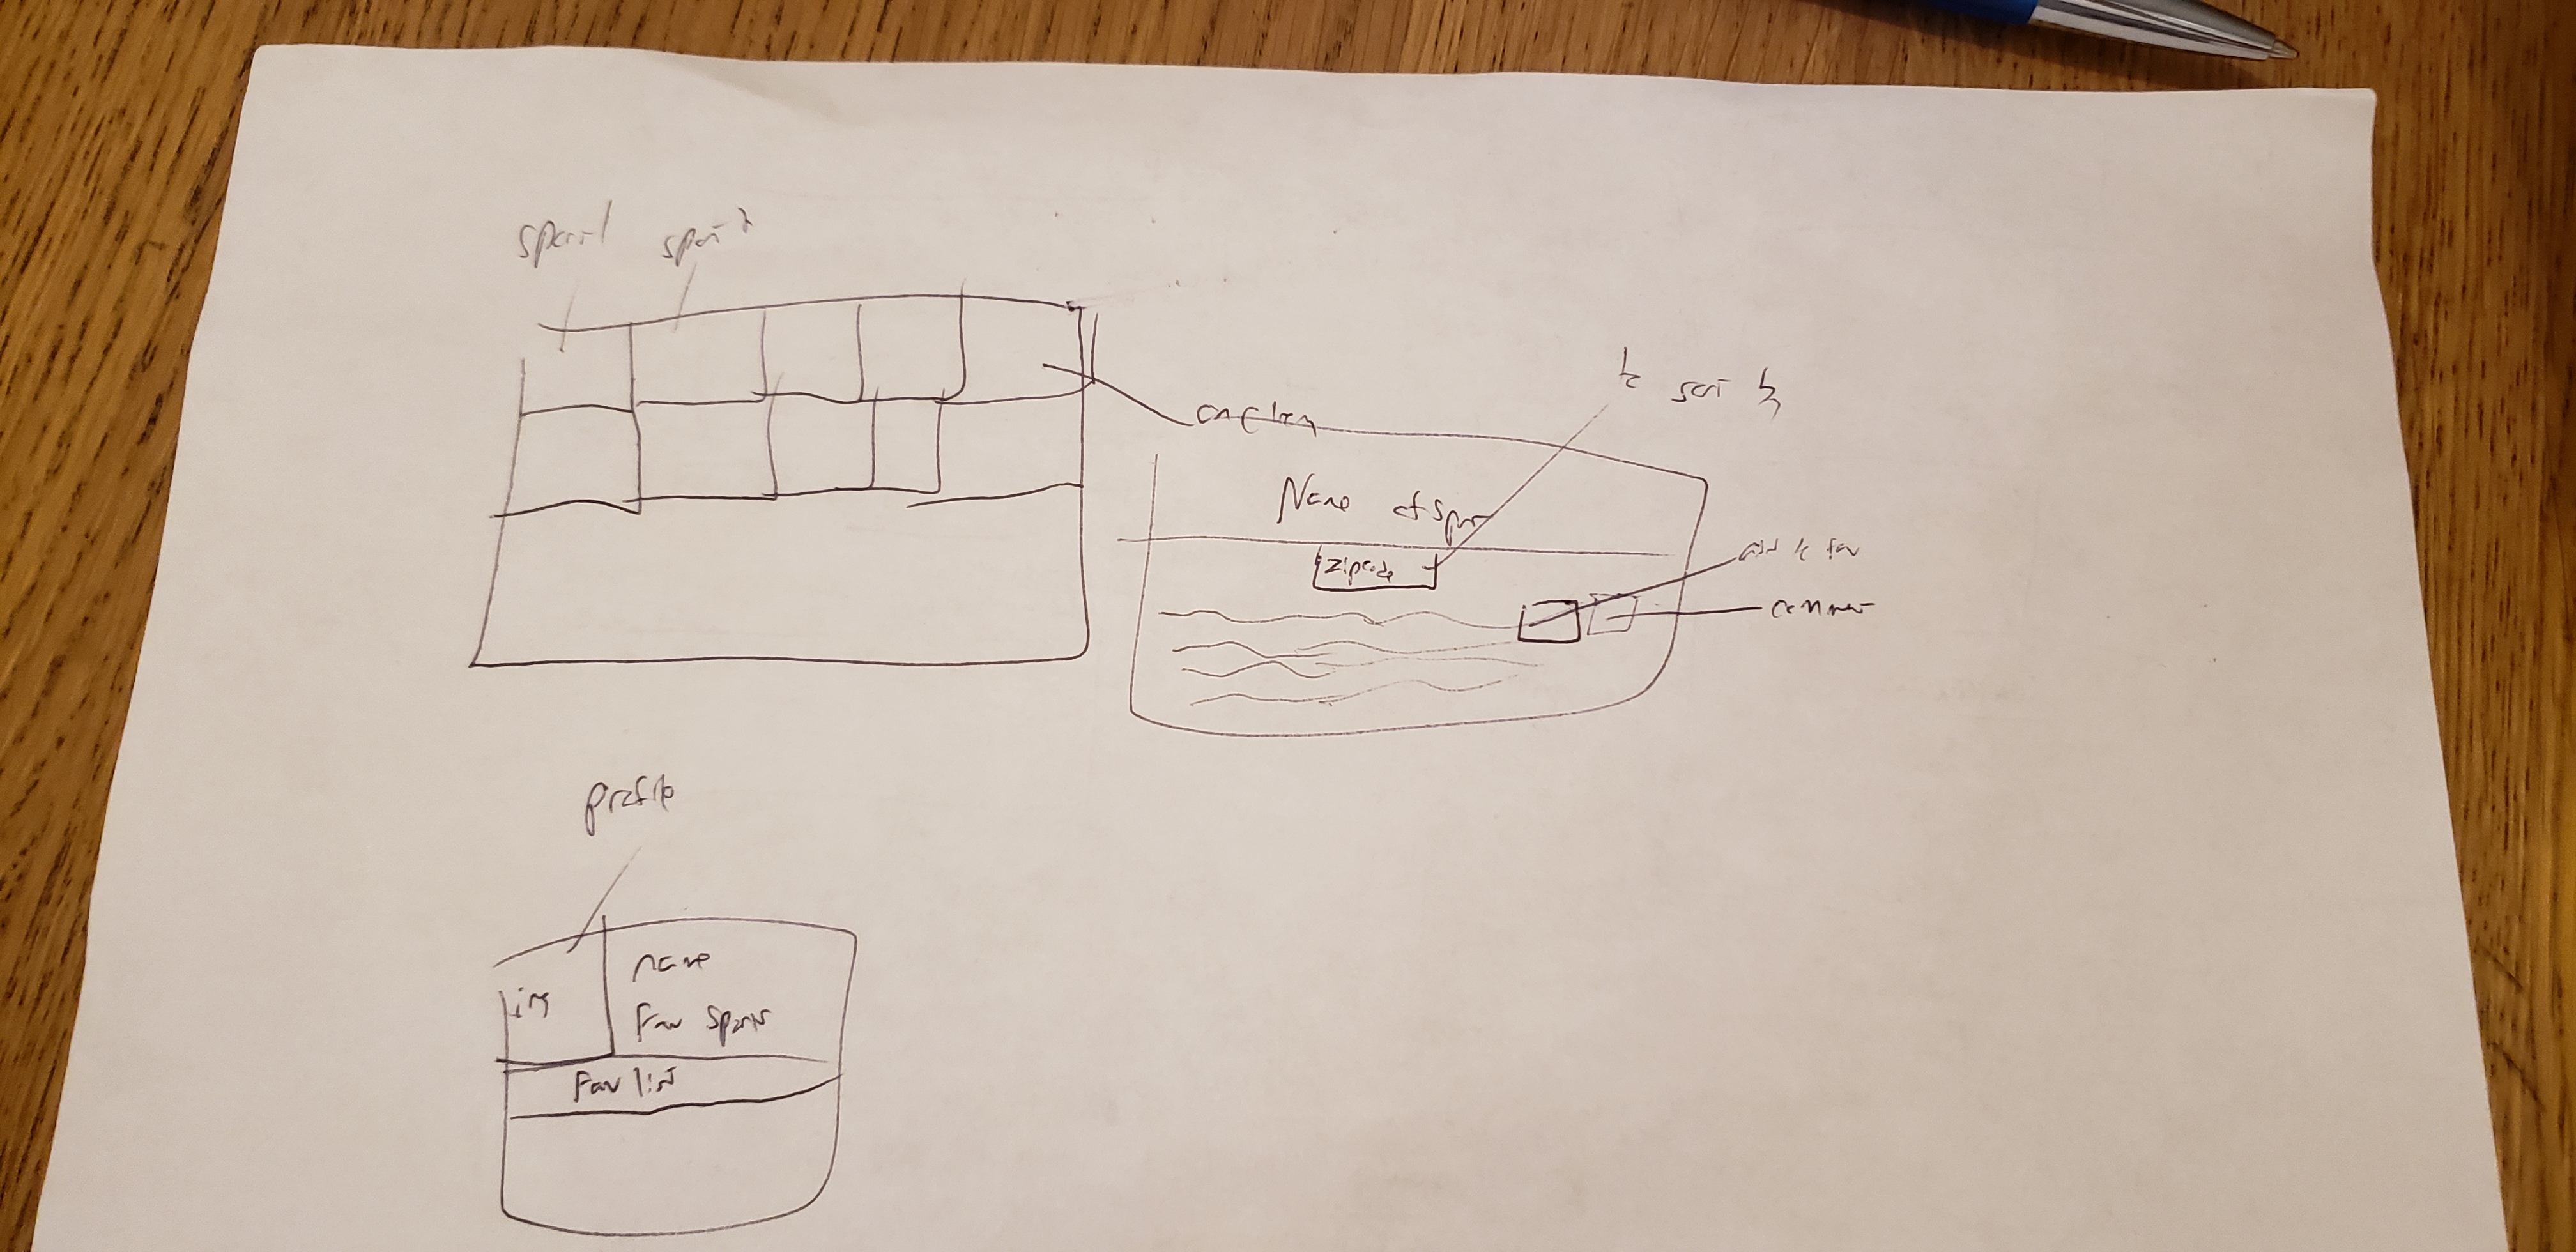 sport 1 sport 2
to sort by
Name of sport
zipcode
add to fav
comment
profile
img
name
Fav sports
Fav list